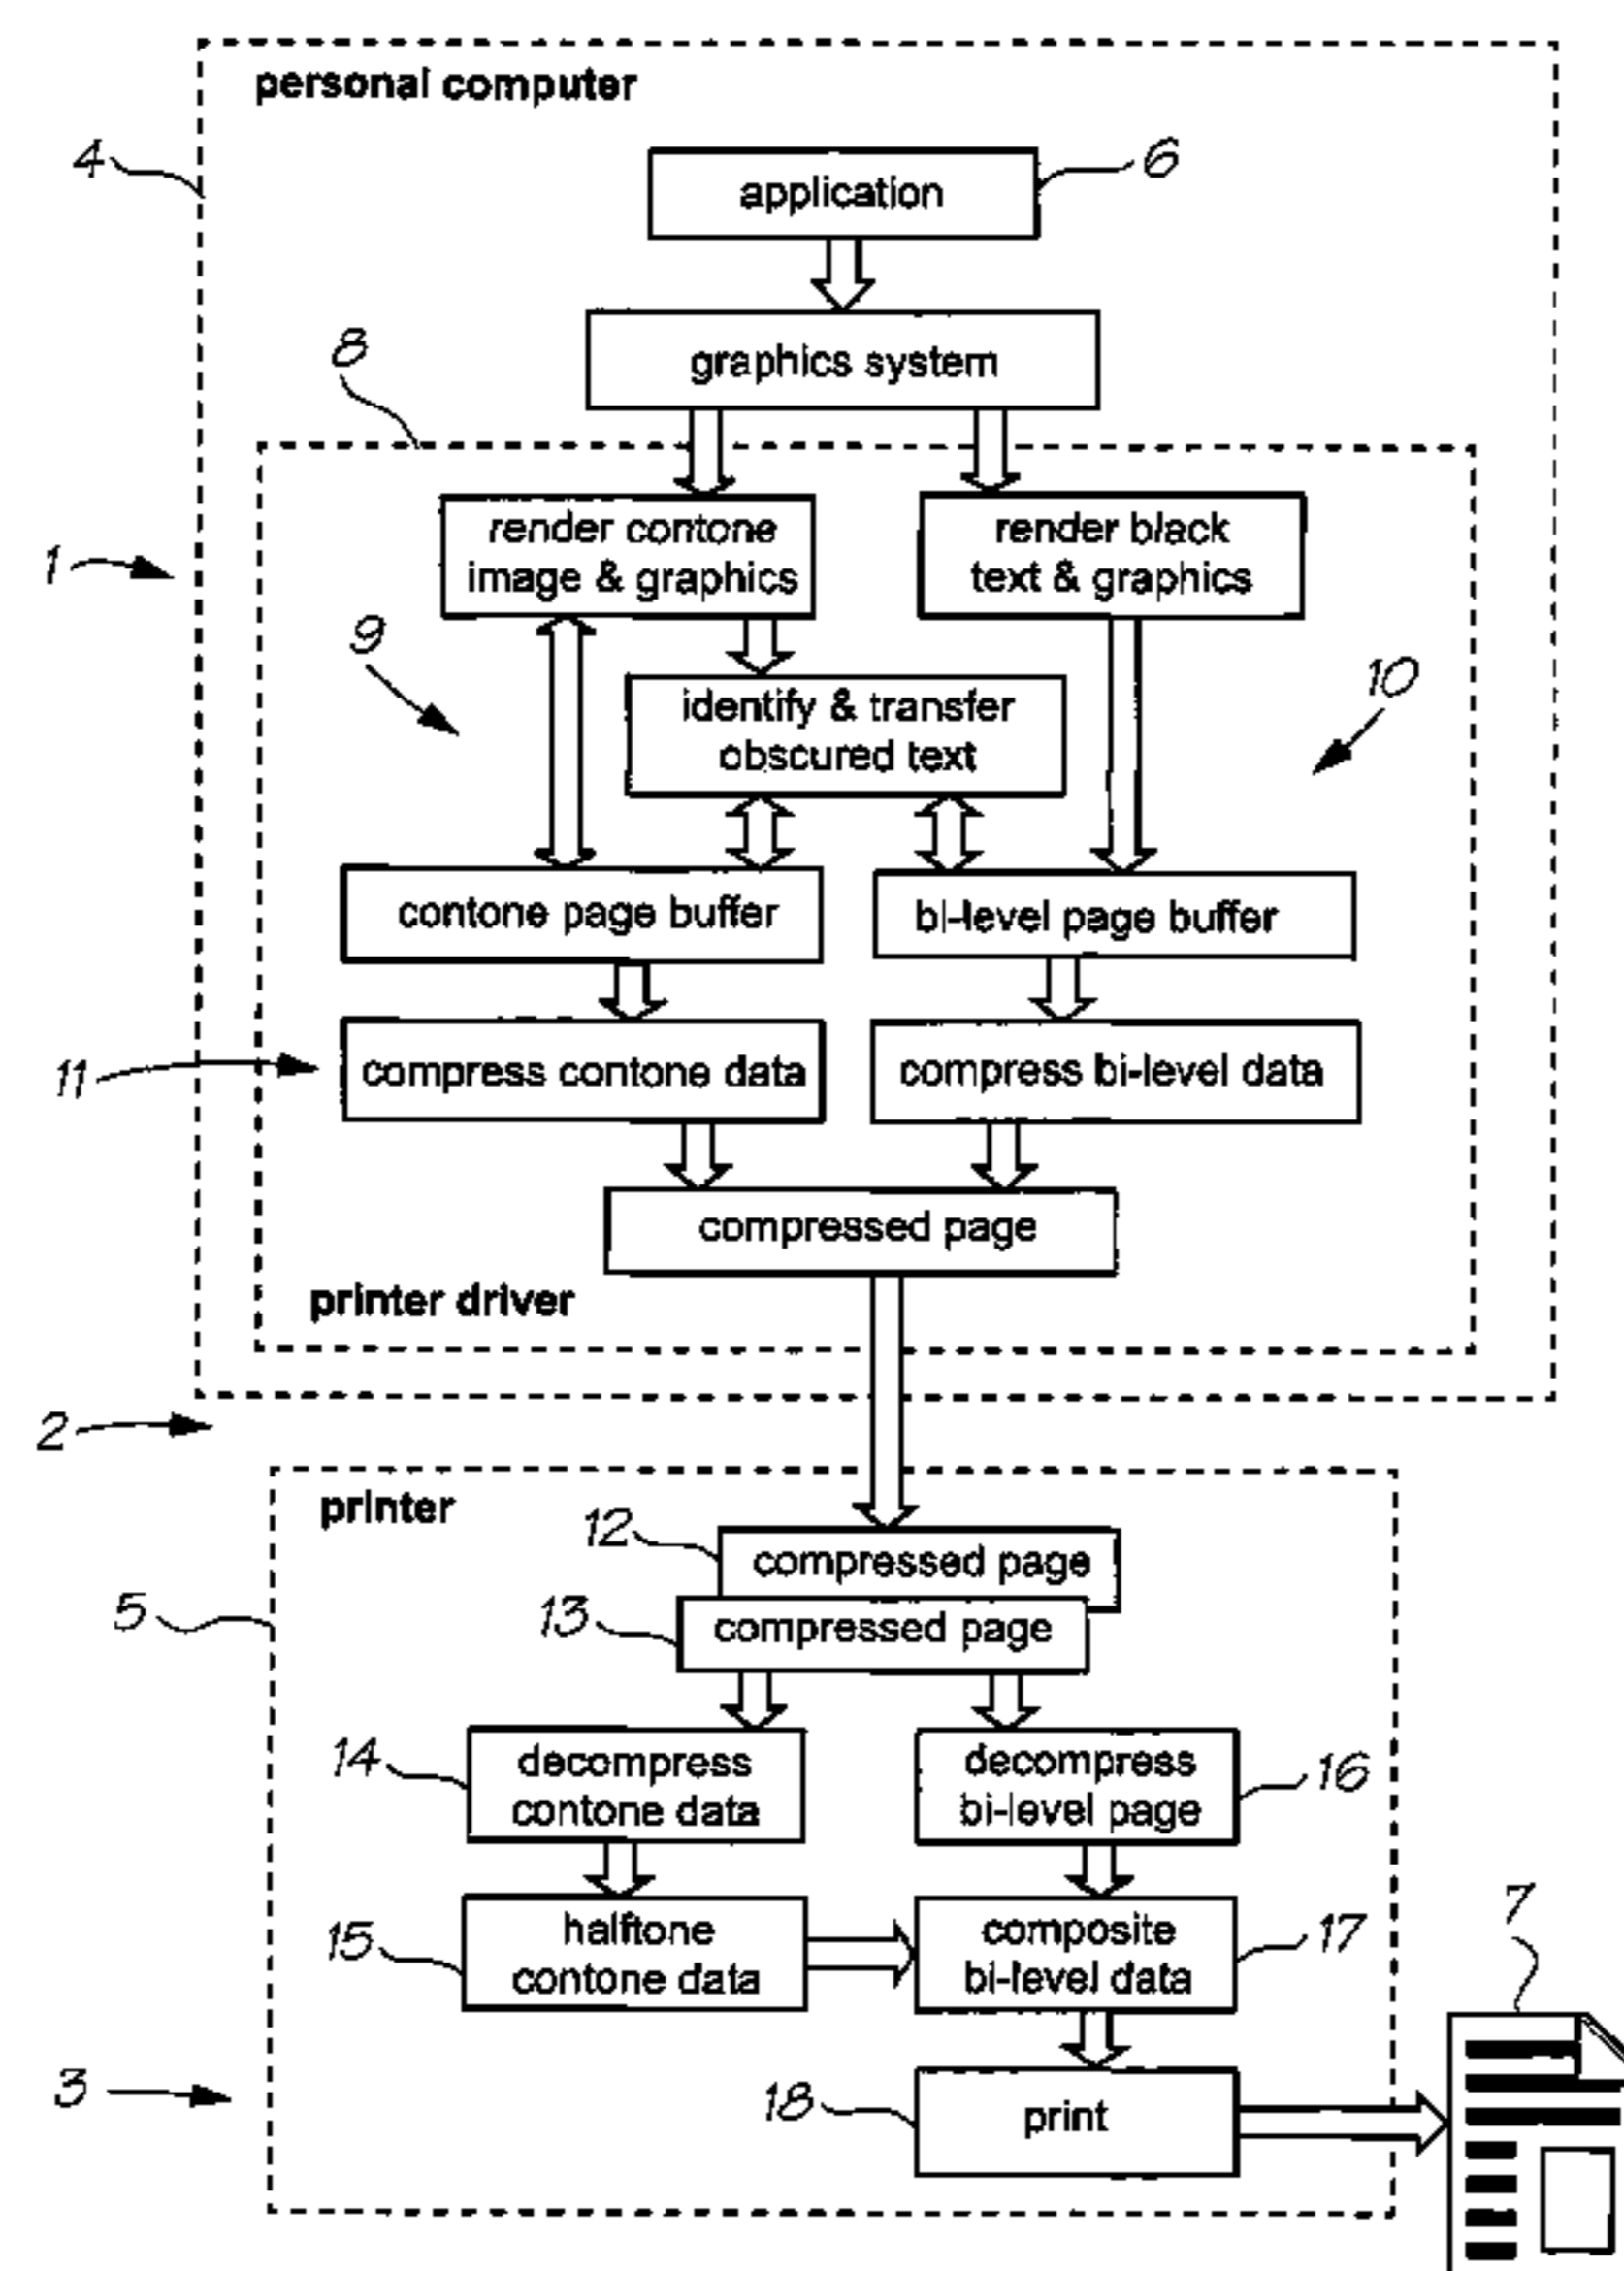 personal computer
4
application
6
graphics system
8
render contone
image & graphics
render black
text & graphics
1
9
identify & transfer
obscured text
10
contone page buffer
bi-level page buffer
11
compress contone data
compress bi-level data
compressed page
printer driver
2
printer
12
compressed page
5
13
compressed page
14
decompress
contone data
decompress
bi-level page
16
15
halftone
contone data
composite
bi-level data
17
7
3
18
print